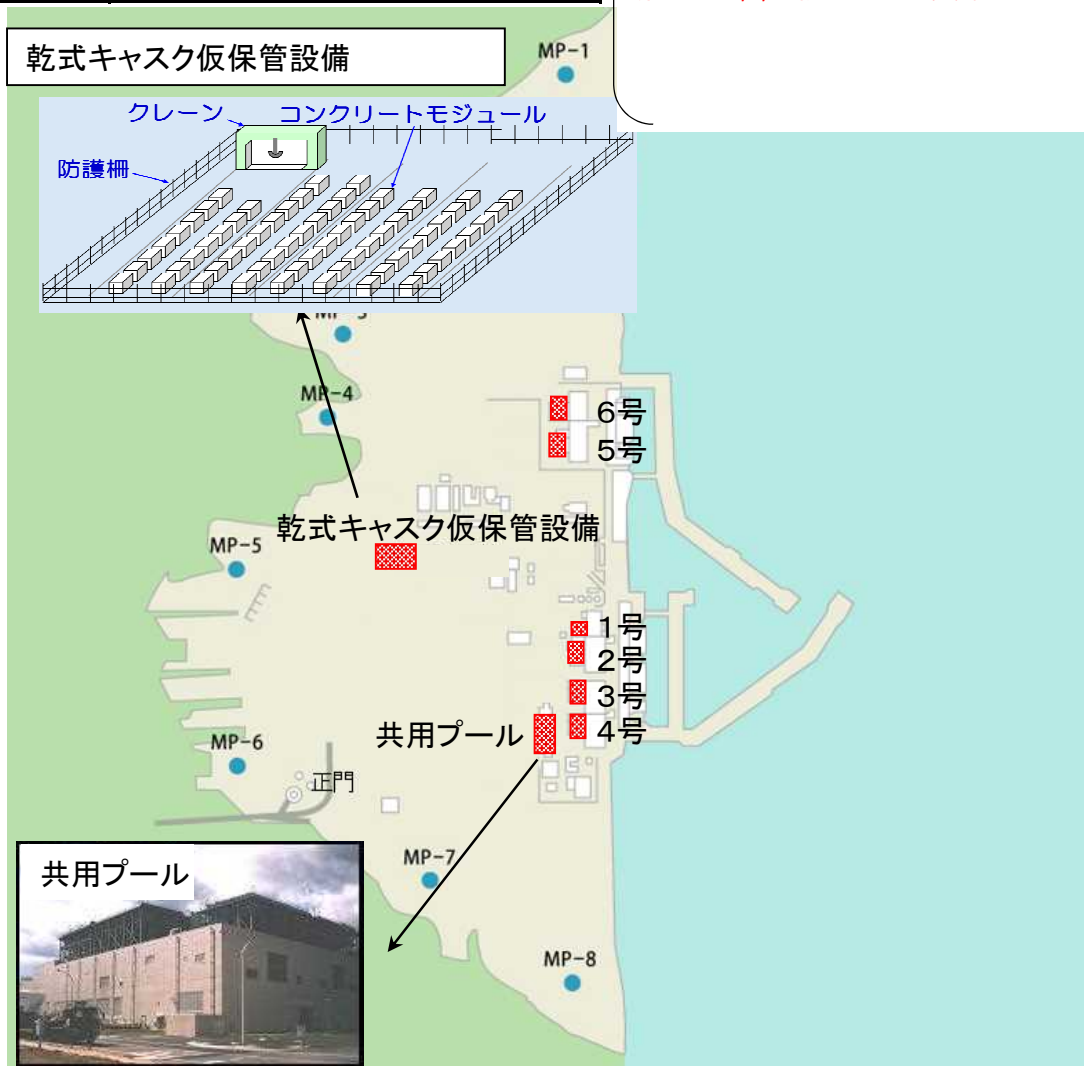 乾式キャスク仮保管設備
MP-1
クレーン
コンクリートモジュール
防護柵
MP-4
6号
5号
乾式キャスク仮保管設備
MP-5
1号
2号
3号
共用プール
4号
MP-6
正門
MP-7
共用プール
MP-8